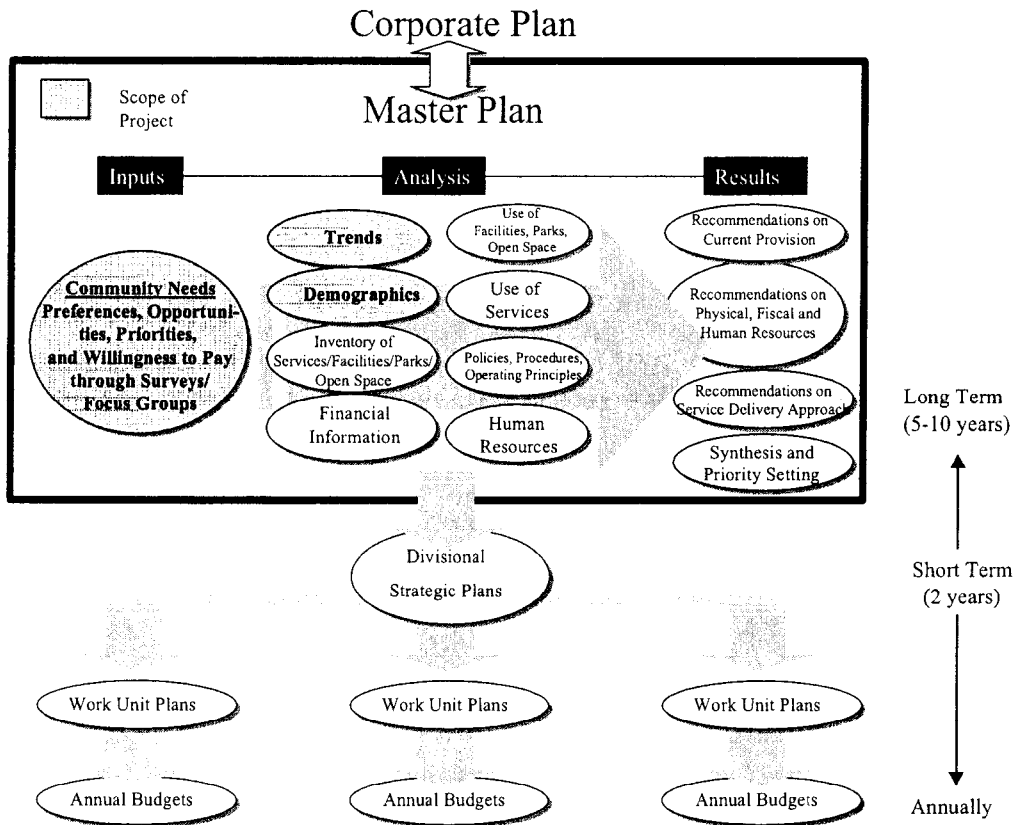 Corporate Plan
Scope of
Project
Master Plan
Inputs
Analysis
Results
Community Needs
Preferences, Opportuni-
ties, Priorities,
and Willingness to Pay
through Surveys/
Focus Groups
Trends
Demographics
Inventory of
Services/Facilities/Parks/
Open Space
Financial
Information
Use of
Facilities, Parks,
Open Space
Use of
Services
Policies, Procedures,
Operating Principles
Human
Resources
Recommendations on
Current Provision
Recommendations on
Physical, Fiscal and
Human Resources
Recommendations on
Service Delivery Approach
Synthesis and
Priority Setting
Long Term
(5-10 years)
Divisional
Strategic Plans
Short Term
(2 years)
Work Unit Plans
Work Unit Plans
Work Unit Plans
Annual Budgets
Annual Budgets
Annual Budgets
Annually